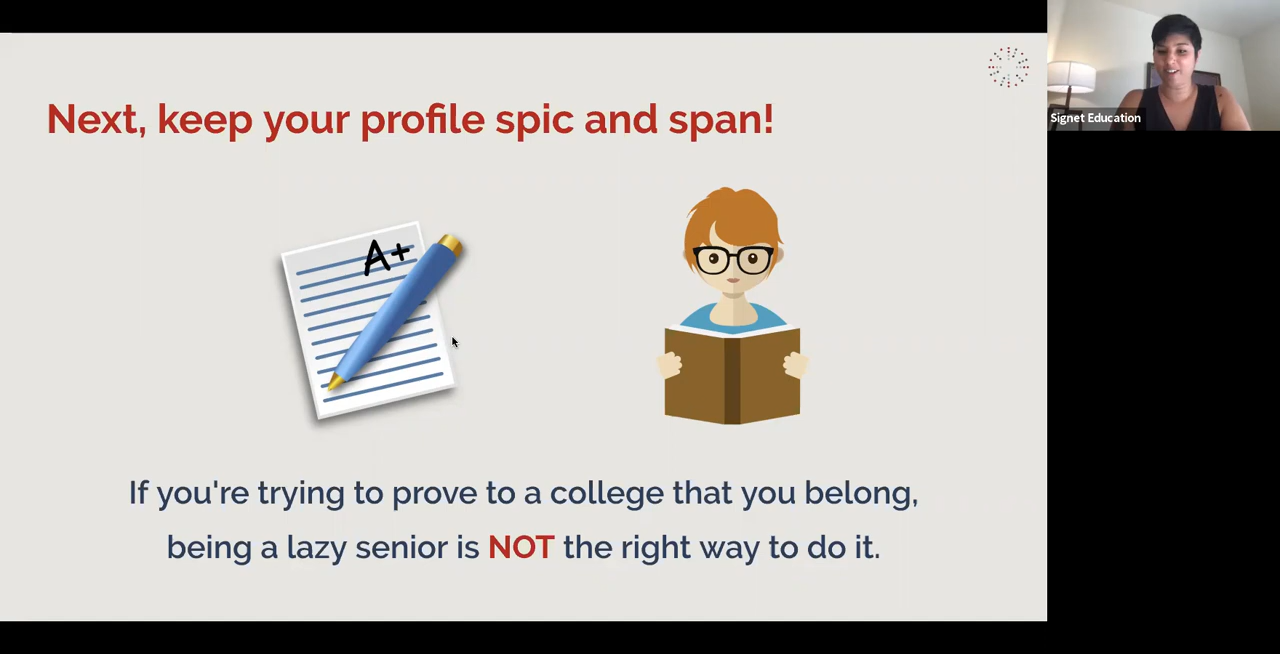 Next, keep your profile spic and span!
Signet Education
A+
If you're trying to prove to a college that you belong,
being a lazy senior is NOT the right way to do it.